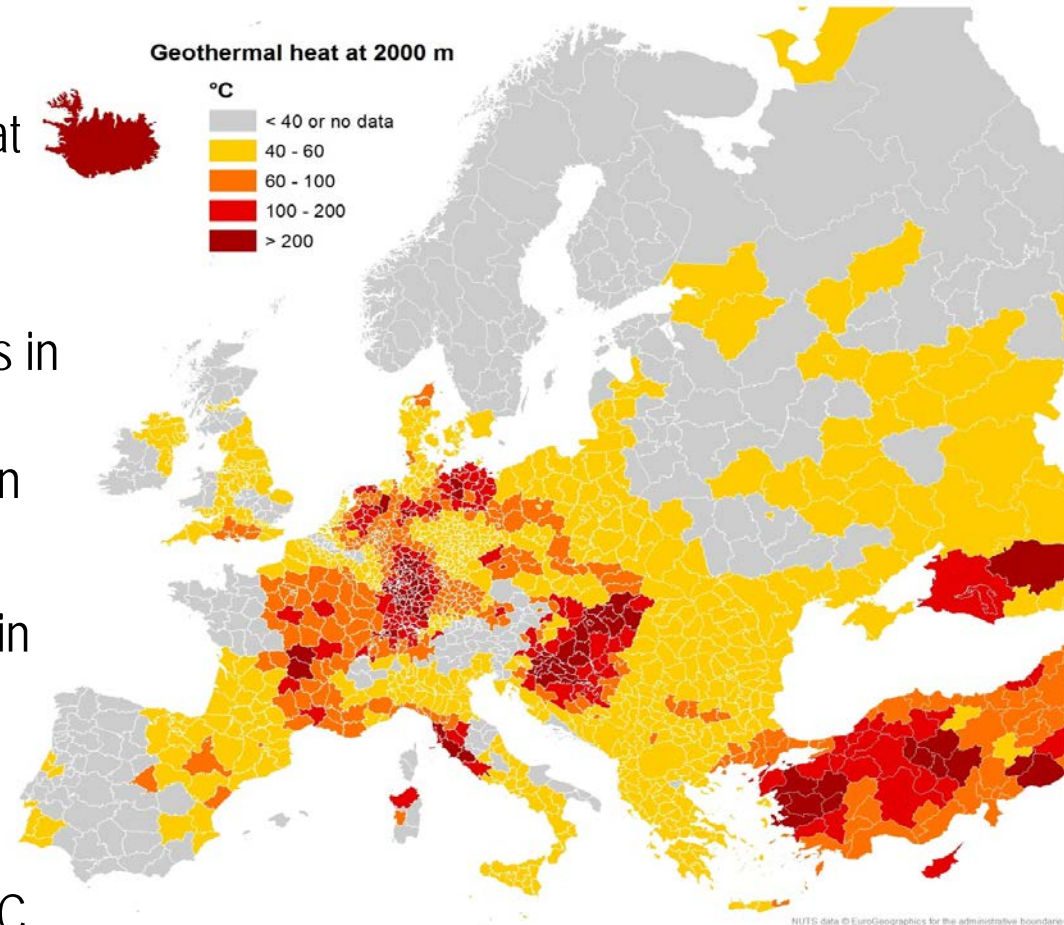 Geothermal heat at 2000 m
°C
< 40 or no data
40 - 60
60 - 100
100 - 200
> 200
at
s in
n
in
C
NUTS data © EuroGeographics for the administrative boundaries